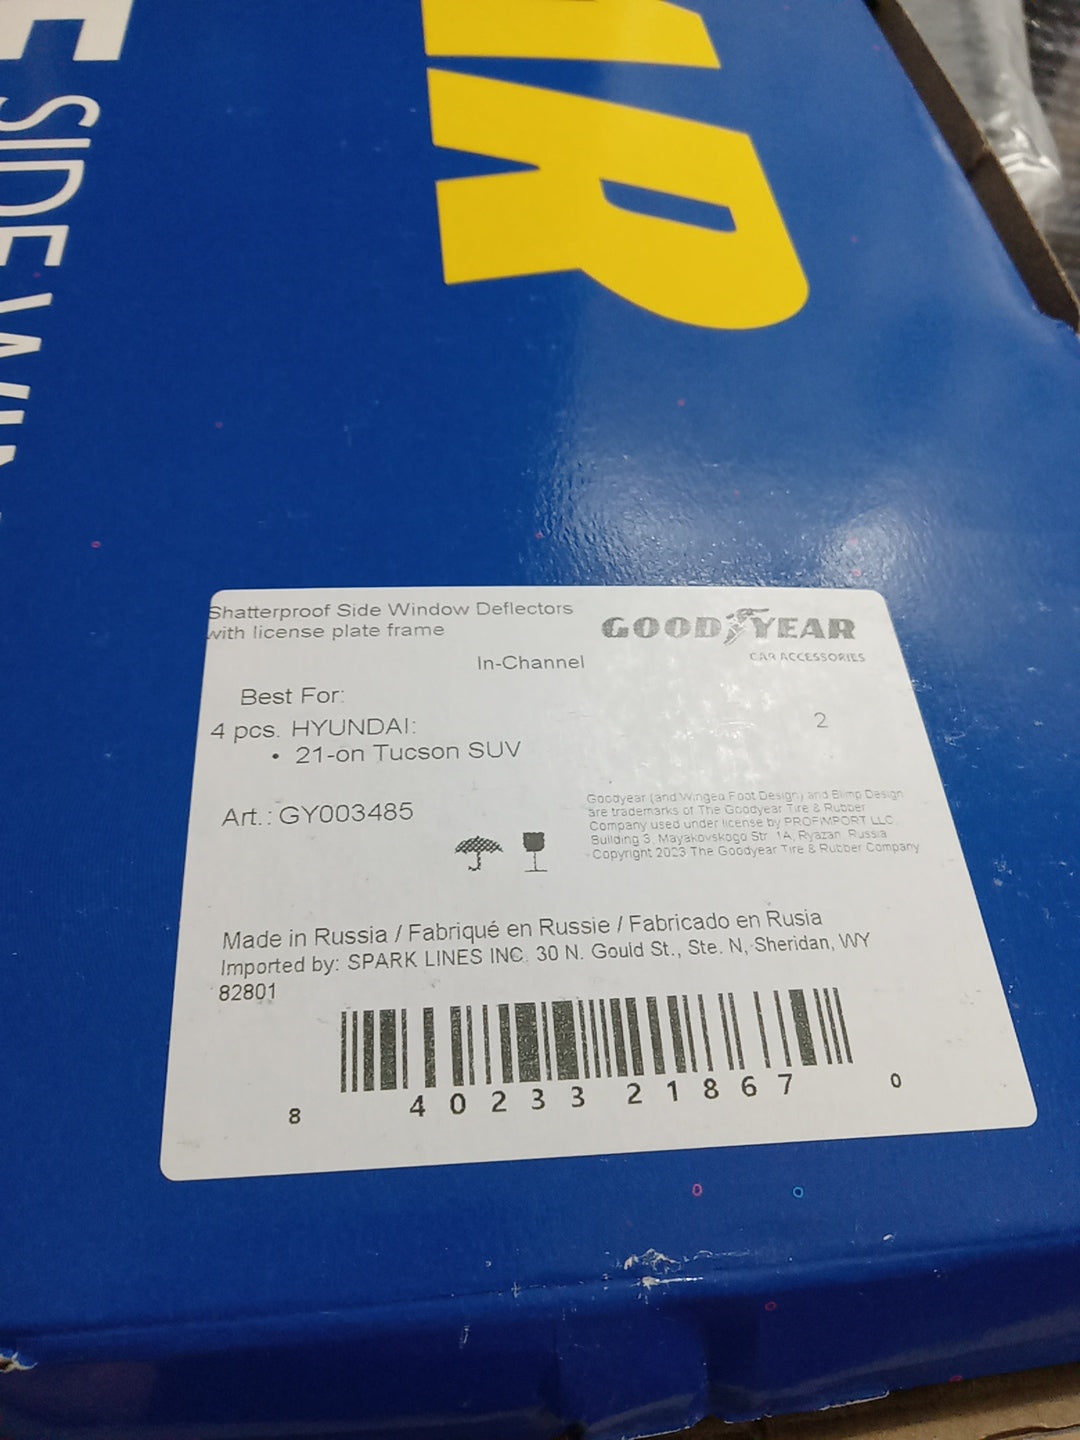 SIDE
Shatterproof Side Window Deflectors
with license plate frame
GOODYEAR
CAR ACCESSORIES
In-Channel
Best For:
4 pcs. HYUNDAI:
• 21-on Tucson SUV
2
Art.: GY003485
Goodyear (and Winged Foot Design) and Blimp Design
are trademarks of The Goodyear Tire & Rubber
Company used under license by PROFIMPORT LLC,
Building 3, Mayakovskogo Str. 1A, Ryazan, Russia
Copyright 2023 The Goodyear Tire & Rubber Company
Made in Russia / Fabriqué en Russie / Fabricado en Rusia
Imported by: SPARK LINES INC. 30 N. Gould St., Ste. N, Sheridan, WY
82801
8 40233 21867 0